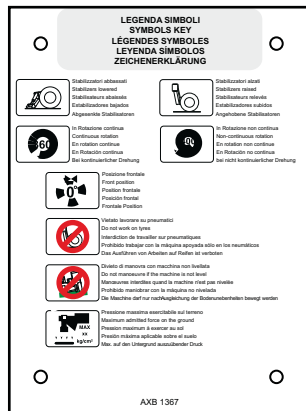 LEGENDA SIMBOLI
SYMBOLS KEY
LÉGENDES SYMBOLES
LEYENDA SÍMBOLOS
ZEICHENERKLÄRUNG
Stabilizzatori abbassati
Stabilizers lowered
Stabilisateurs abaissés
Estabilizadores bajados
Abgesenkte Stabilisatoren
Stabilizzatori alzati
Stabilizers raised
Stabilisateurs relevés
Estabilizadores subidos
Angehobene Stabilisatoren
360
In Rotazione continua
Continuous rotation
En rotation continue
En Rotación continua
Bei kontinuierlicher Drehung
In Rotazione non continua
Non-continuous rotation
En rotation non continue
En Rotación no continua
bei nicht kontinuierlicher Drehung
0°
Posizione frontale
Front position
Position frontale
Posición frontal
Frontale Position
Vietato lavorare su pneumatici
Do not work on tyres
Interdiction de travailler sur pneumatiques
Prohibido trabajar con la máquina apoyada sólo en los neumáticos
Das Ausführen von Arbeiten auf Reifen ist verboten
Divieto di manovra con macchina non livellata
Do not manoeuvre if the machine is not level
Manœuvres interdites quand la machine n'est pas nivelée
Prohibido maniobrar con la máquina no nivelada
Die Maschine darf nur nachAusgleichung der Bodenunebenheiten bewegt werden
MAX
xx
kg/cm²
Pressione massima esercitabile sul terreno
Maximum admitted force on the ground
Pression maximum à exercer au sol
Presión máxima aplicable sobre el suelo
Max. auf den Untergrund auszuübender Druck
AXB 1367